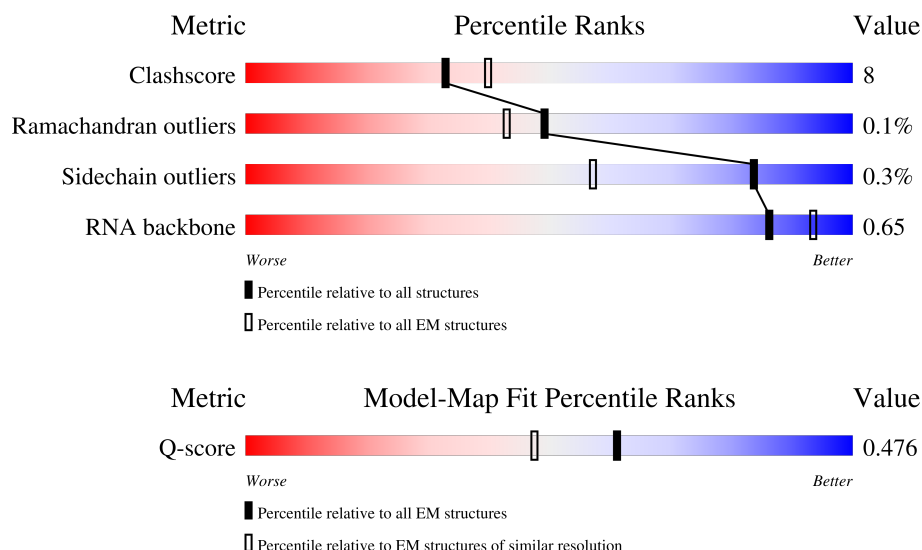 Metric Percentile Ranks Value
Clashscore 8
Ramachandran outliers 0.1%
Sidechain outliers 0.3%
RNA backbone 0.65
Worse Better
Percentile relative to all structures
Percentile relative to all EM structures
Metric Model-Map Fit Percentile Ranks Value
Q-score 0.476
Worse Better
Percentile relative to all EM structures
Percentile relative to EM structures of similar resolution